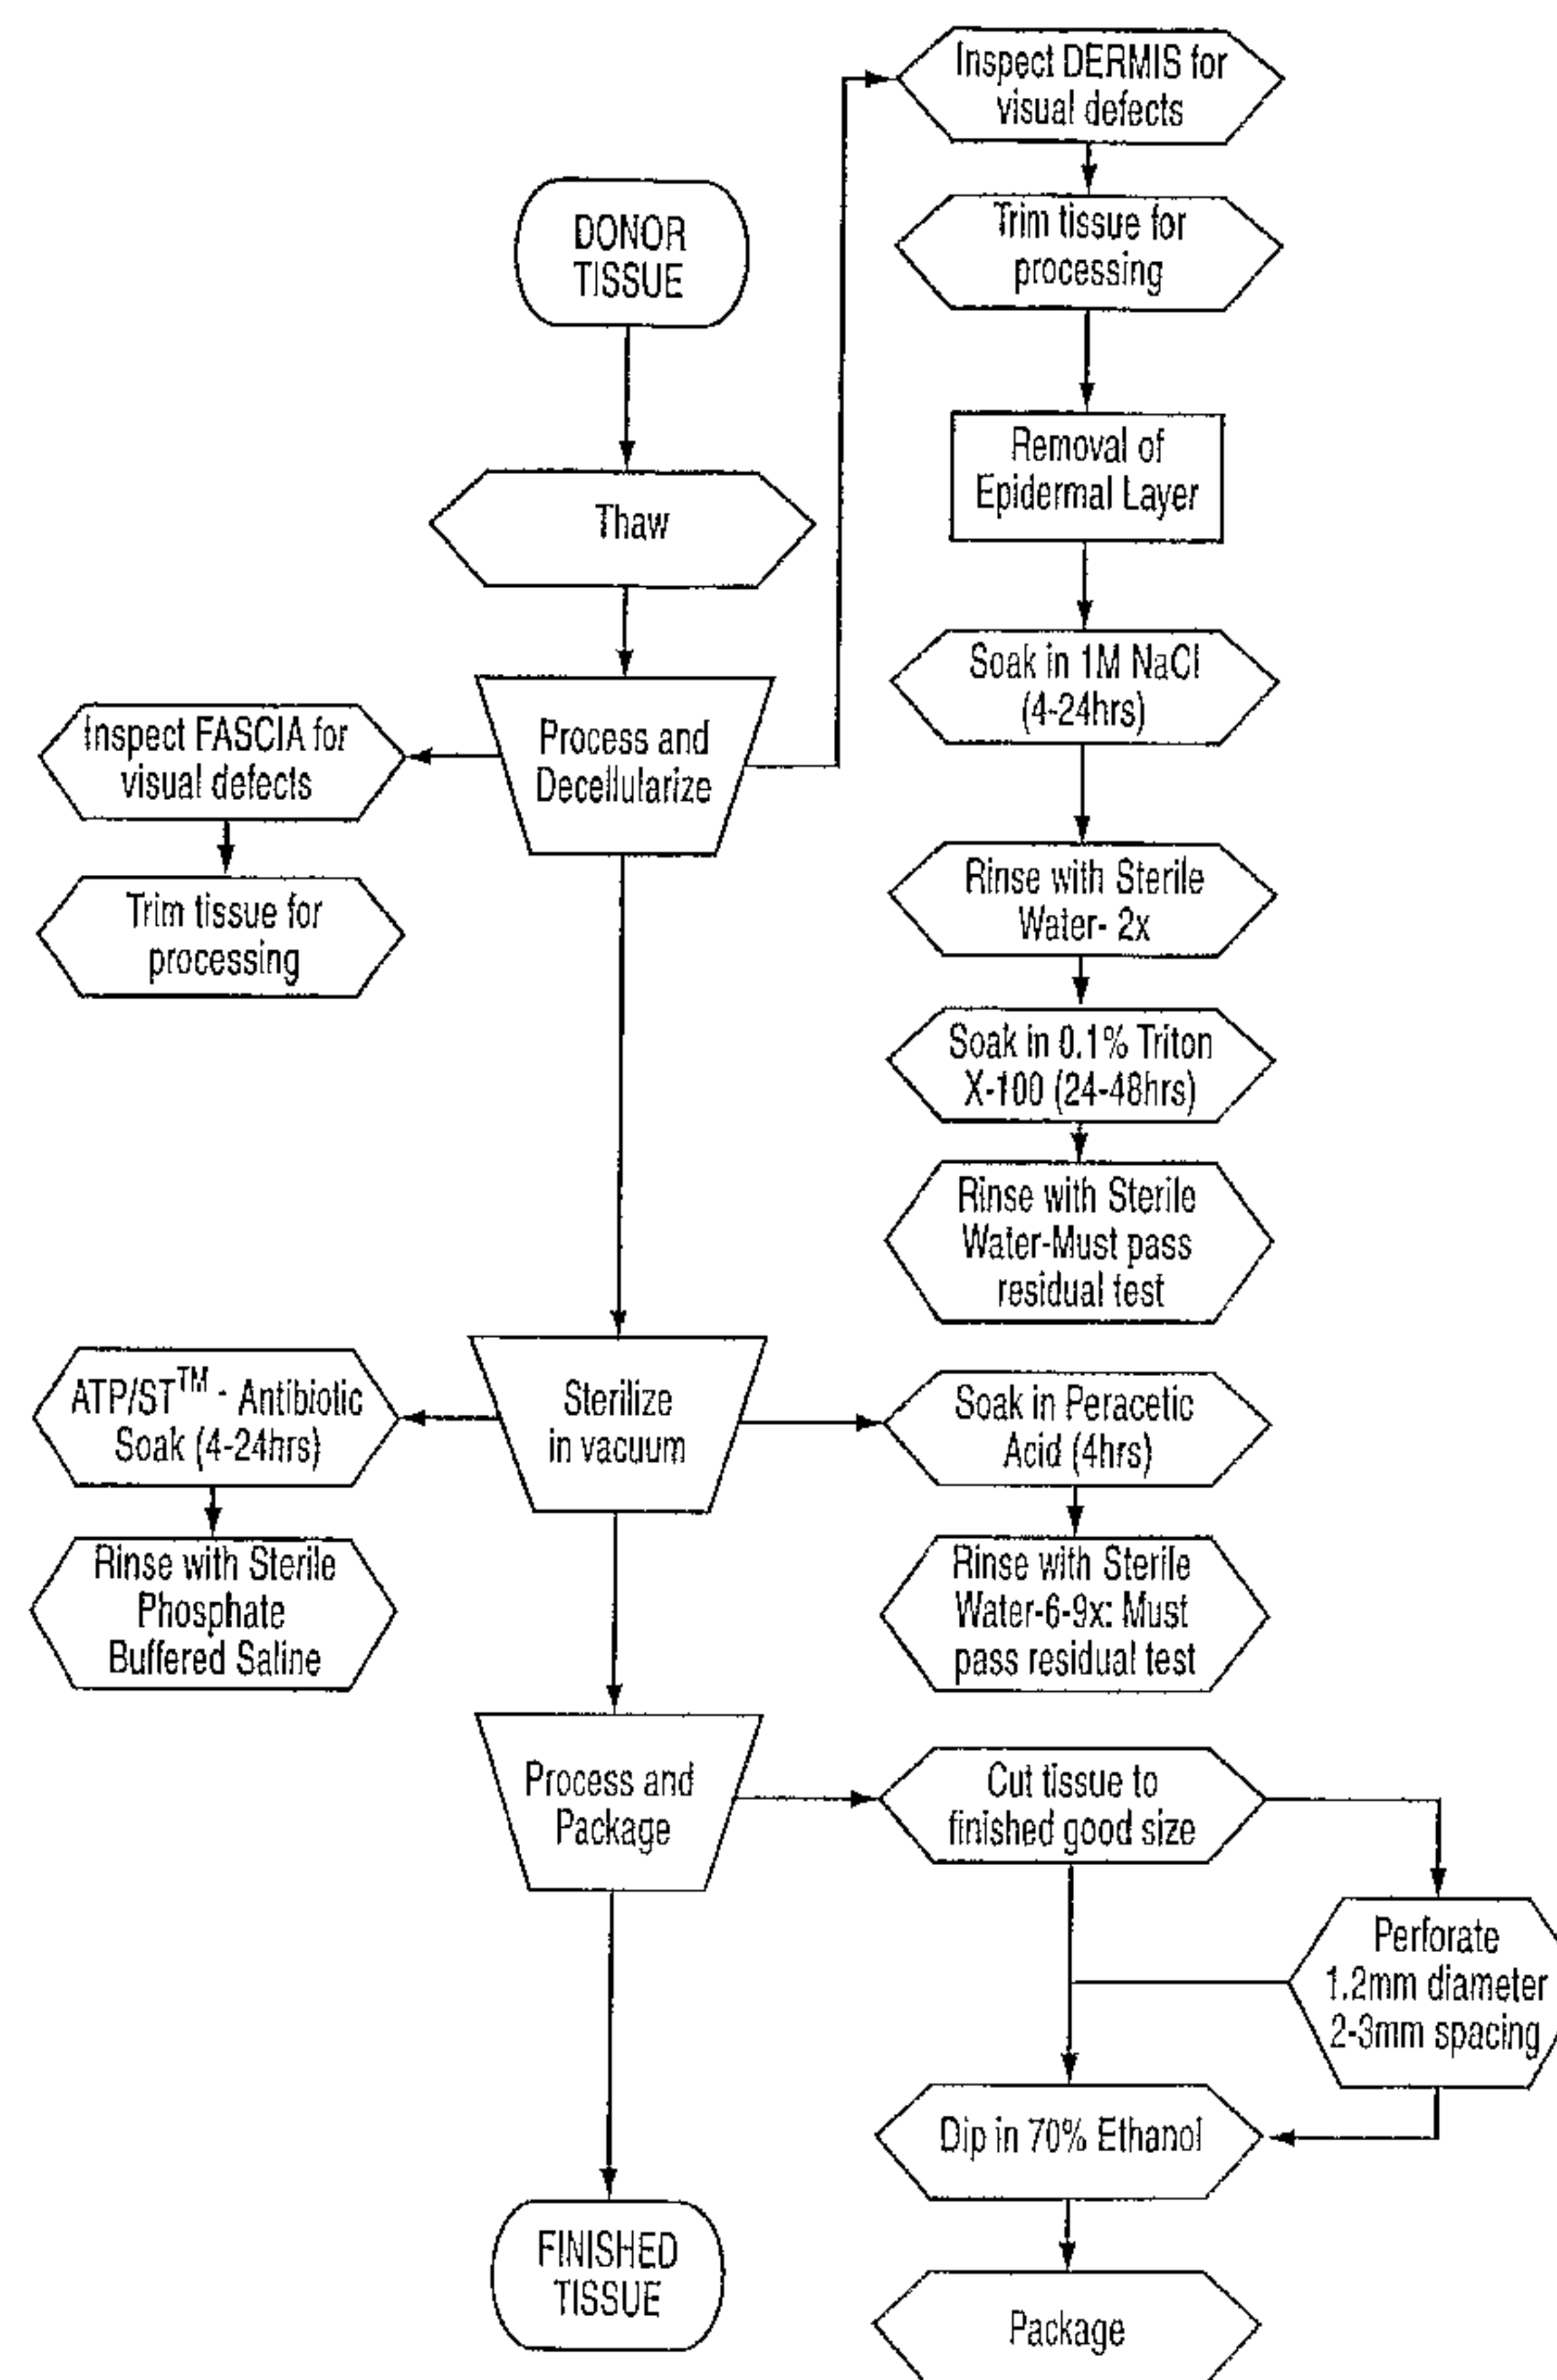 DONOR
TISSUE
Thaw
Process and
Decellularize
Inspect FASCIA for
visual defects
Trim tissue for
processing
Inspect DERMIS for
visual defects
Trim tissue for
processing
Removal of
Epidermal Layer
Soak in 1M NaCl
(4-24hrs)
Rinse with Sterile
Water- 2x
Soak in 0.1% Triton
X-100 (24-48hrs)
Rinse with Sterile
Water-Must pass
residual test
Sterilize
in vacuum
ATP/ST™ - Antibiotic
Soak (4-24hrs)
Rinse with Sterile
Phosphate
Buffered Saline
Soak in Peracetic
Acid (4hrs)
Rinse with Sterile
Water-6-9x: Must
pass residual test
Process and
Package
Cut tissue to
finished good size
Perforate
1.2mm diameter
2-3mm spacing
Dip in 70% Ethanol
Package
FINISHED
TISSUE